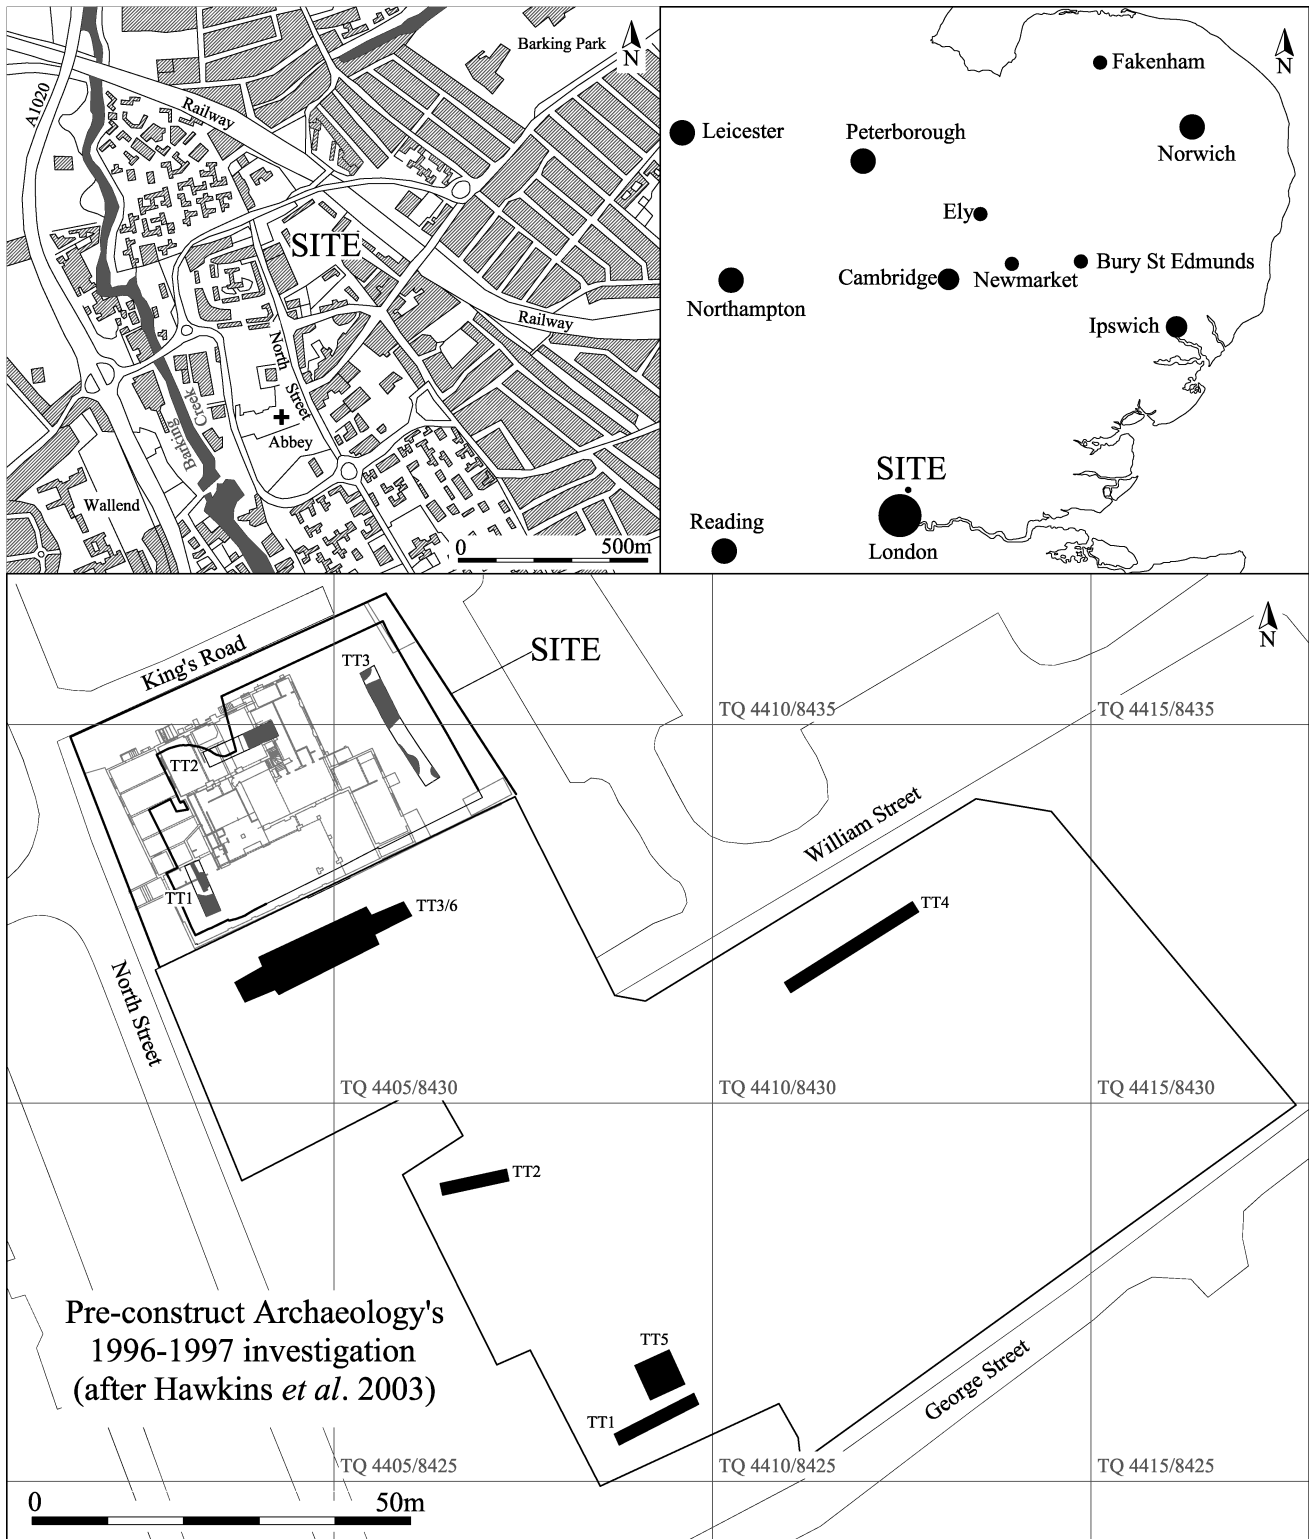 Barking Park
N
A1020
Railway
SITE
Railway
North
Street
Barking
Creek
Abbey
Wallend
0
500m
N
Fakenham
Leicester
Peterborough
Norwich
Ely
Bury St Edmunds
Cambridge
Newmarket
Northampton
Ipswich
SITE
Reading
London
King's Road
SITE
N
TT3
TQ 4410/8435
TQ 4415/8435
TT2
William Street
TT1
TT3/6
TT4
North Street
TQ 4405/8430
TQ 4410/8430
TQ 4415/8430
TT2
Pre-construct Archaeology's
1996-1997 investigation
(after Hawkins et al. 2003)
TT5
TT1
George Street
TQ 4405/8425
TQ 4410/8425
TQ 4415/8425
0
50m